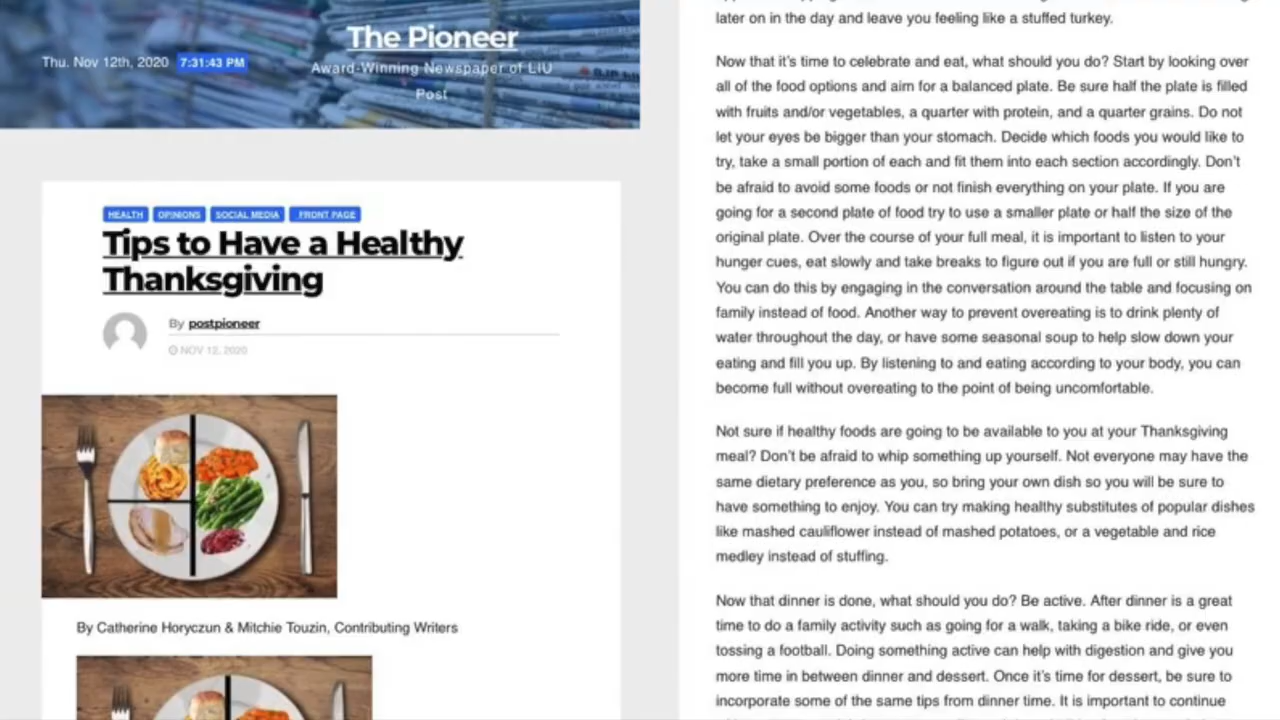 Thu. Nov 12th, 2020 7:31:43 PM
The Pioneer
Award-Winning Newspaper of LIU
Post
HEALTH OPINIONS SOCIAL MEDIA FRONT PAGE
Tips to Have a Healthy
Thanksgiving
By postpioneer
NOV 12, 2020
By Catherine Horyczun & Mitchie Touzin, Contributing Writers
later on in the day and leave you feeling like a stuffed turkey.
Now that it's time to celebrate and eat, what should you do? Start by looking over
all of the food options and aim for a balanced plate. Be sure half the plate is filled
with fruits and/or vegetables, a quarter with protein, and a quarter grains. Do not
let your eyes be bigger than your stomach. Decide which foods you would like to
try, take a small portion of each and fit them into each section accordingly. Don't
be afraid to avoid some foods or not finish everything on your plate. If you are
going for a second plate of food try to use a smaller plate or half the size of the
original plate. Over the course of your full meal, it is important to listen to your
hunger cues, eat slowly and take breaks to figure out if you are full or still hungry.
You can do this by engaging in the conversation around the table and focusing on
family instead of food. Another way to prevent overeating is to drink plenty of
water throughout the day, or have some seasonal soup to help slow down your
eating and fill you up. By listening to and eating according to your body, you can
become full without overeating to the point of being uncomfortable.
Not sure if healthy foods are going to be available to you at your Thanksgiving
meal? Don't be afraid to whip something up yourself. Not everyone may have the
same dietary preference as you, so bring your own dish so you will be sure to
have something to enjoy. You can try making healthy substitutes of popular dishes
like mashed cauliflower instead of mashed potatoes, or a vegetable and rice
medley instead of stuffing.
Now that dinner is done, what should you do? Be active. After dinner is a great
time to do a family activity such as going for a walk, taking a bike ride, or even
tossing a football. Doing something active can help with digestion and give you
more time in between dinner and dessert. Once it's time for dessert, be sure to
incorporate some of the same tips from dinner time. It is important to continue